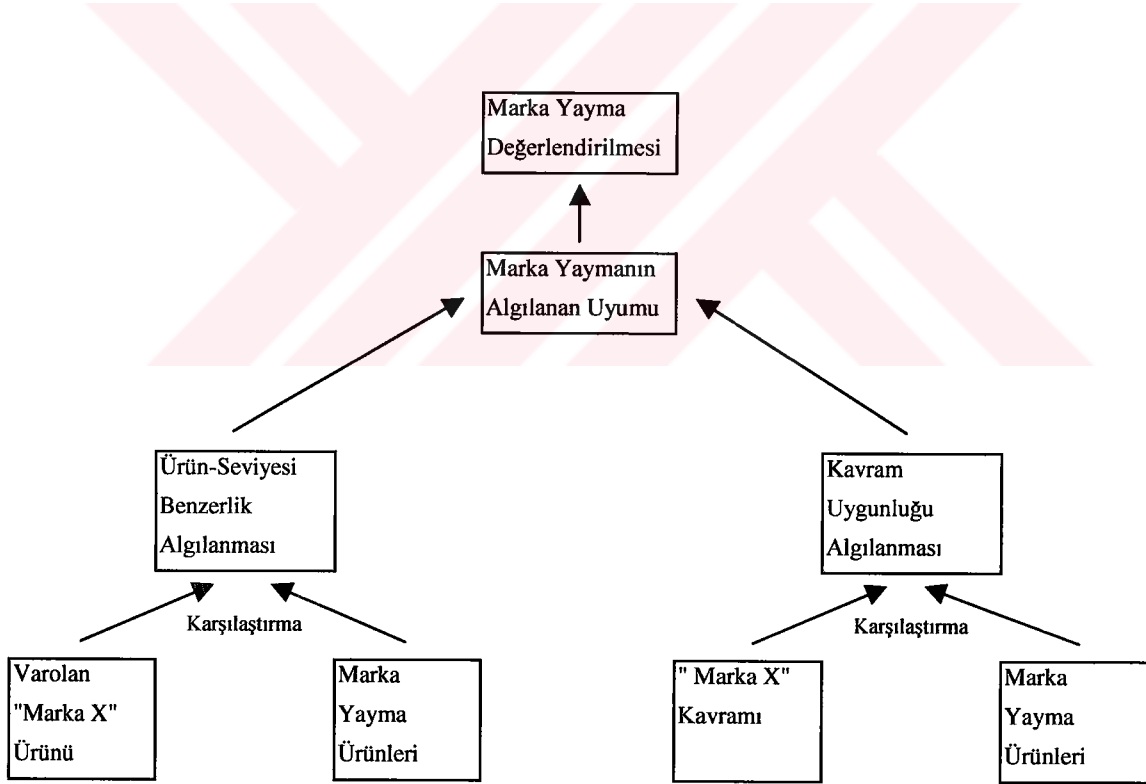 Marka Yayma
Değerlendirilmesi
Marka Yaymanın
Algılanan Uyumu
Ürün-Seviyesi
Benzerlik
Algılanması
Kavram
Uygunluğu
Algılanması
Karşılaştırma
Karşılaştırma
Varolan
"Marka X"
Ürünü
Marka
Yayma
Ürünleri
" Marka X"
Kavramı
Marka
Yayma
Ürünleri